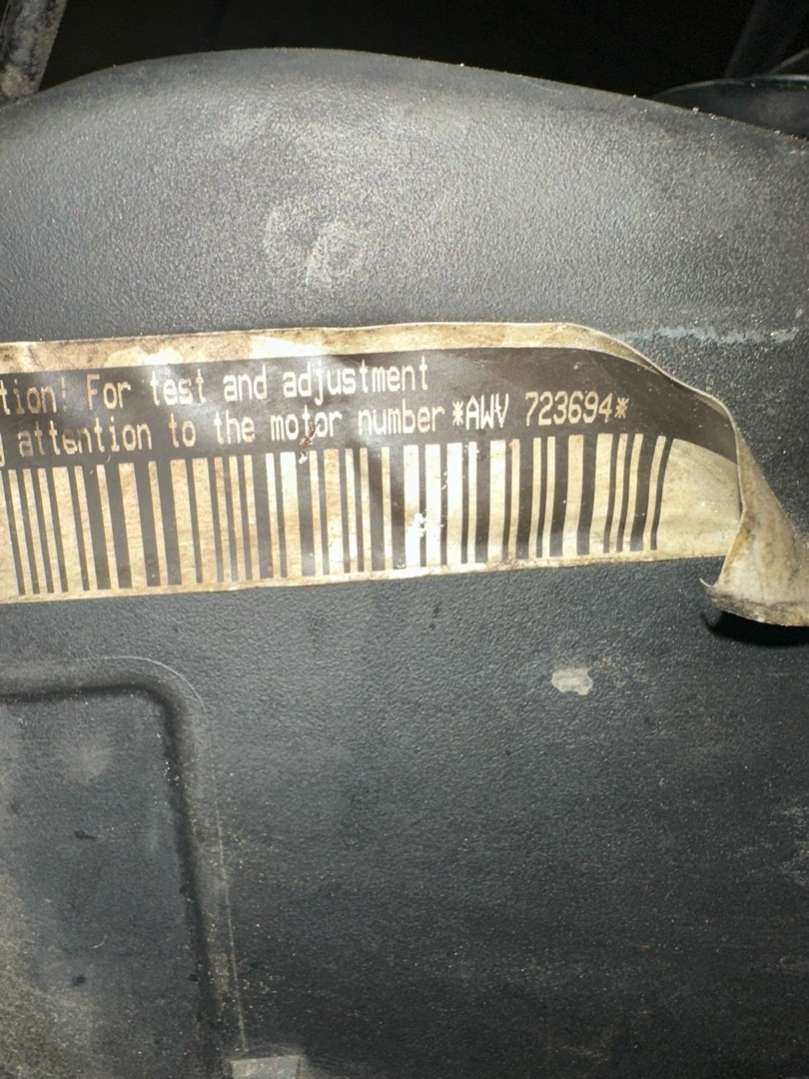 tion! For test and adjustment
attention to the motor number *AWV 723694*